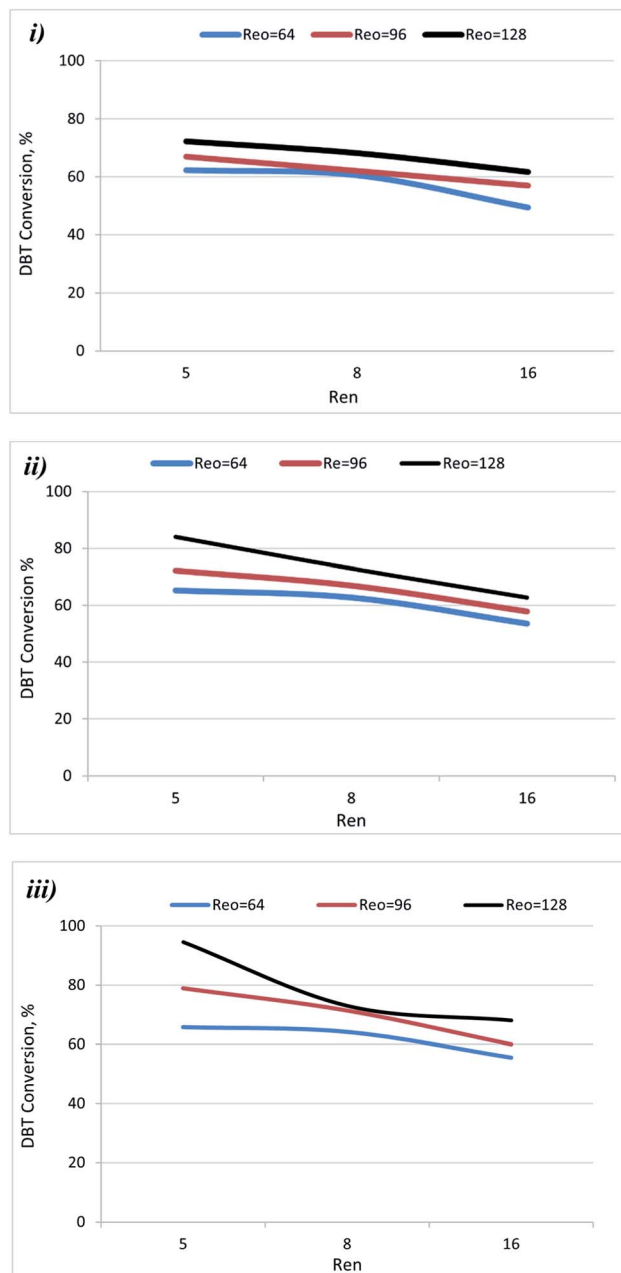 i)
Reo=64 Reo=96 Reo=128
100
80
60
40
20
0
DBT Conversion, %
5 8 16
Ren
ii)
Reo=64 Re=96 Reo=128
100
80
60
40
20
0
DBT Conversion %
5 8 16
Ren
iii)
Reo=64 Reo=96 Reo=128
100
80
60
40
20
0
DBT Conversion, %
5 8 16
Ren